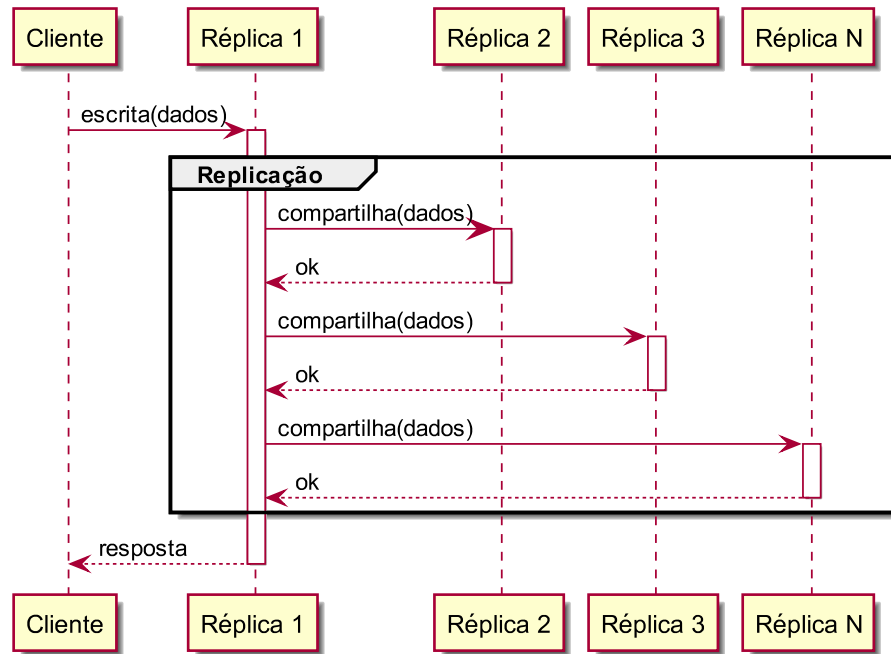 Cliente
Réplica 1
Réplica 2
Réplica 3
Réplica N
escrita(dados)
Replicação
compartilha(dados)
ok
compartilha(dados)
ok
compartilha(dados)
ok
resposta
Cliente
Réplica 1
Réplica 2
Réplica 3
Réplica N